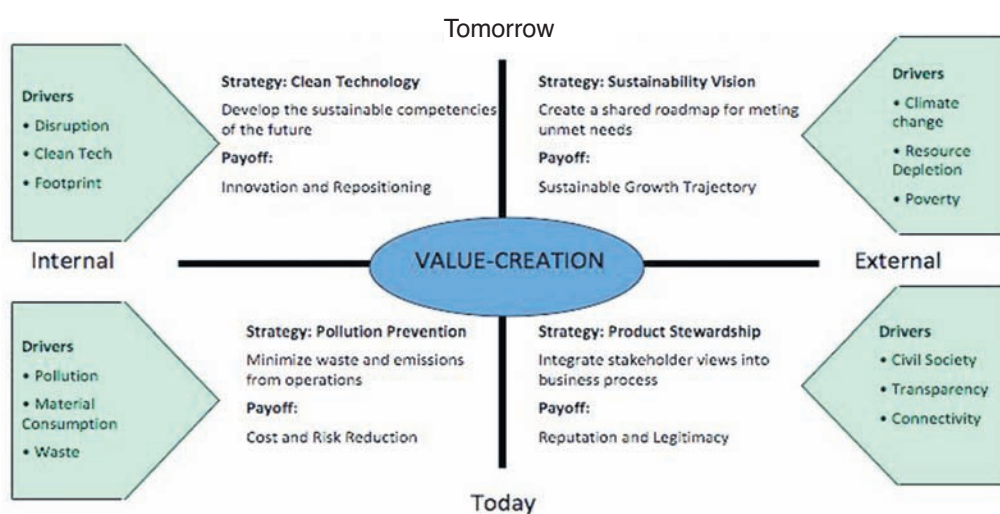 Tomorrow
Drivers
• Disruption
• Clean Tech
• Footprint
Strategy: Clean Technology
Develop the sustainable competencies
of the future
Payoff:
Innovation and Repositioning
Strategy: Sustainability Vision
Create a shared roadmap for meting
unmet needs
Payoff:
Sustainable Growth Trajectory
Drivers
• Climate
change
• Resource
Depletion
• Poverty
Internal
VALUE-CREATION
External
Drivers
• Pollution
• Material
Consumption
• Waste
Strategy: Pollution Prevention
Minimize waste and emissions
from operations
Payoff:
Cost and Risk Reduction
Strategy: Product Stewardship
Integrate stakeholder views into
business process
Payoff:
Reputation and Legitimacy
Drivers
• Civil Society
• Transparency
• Connectivity
Today